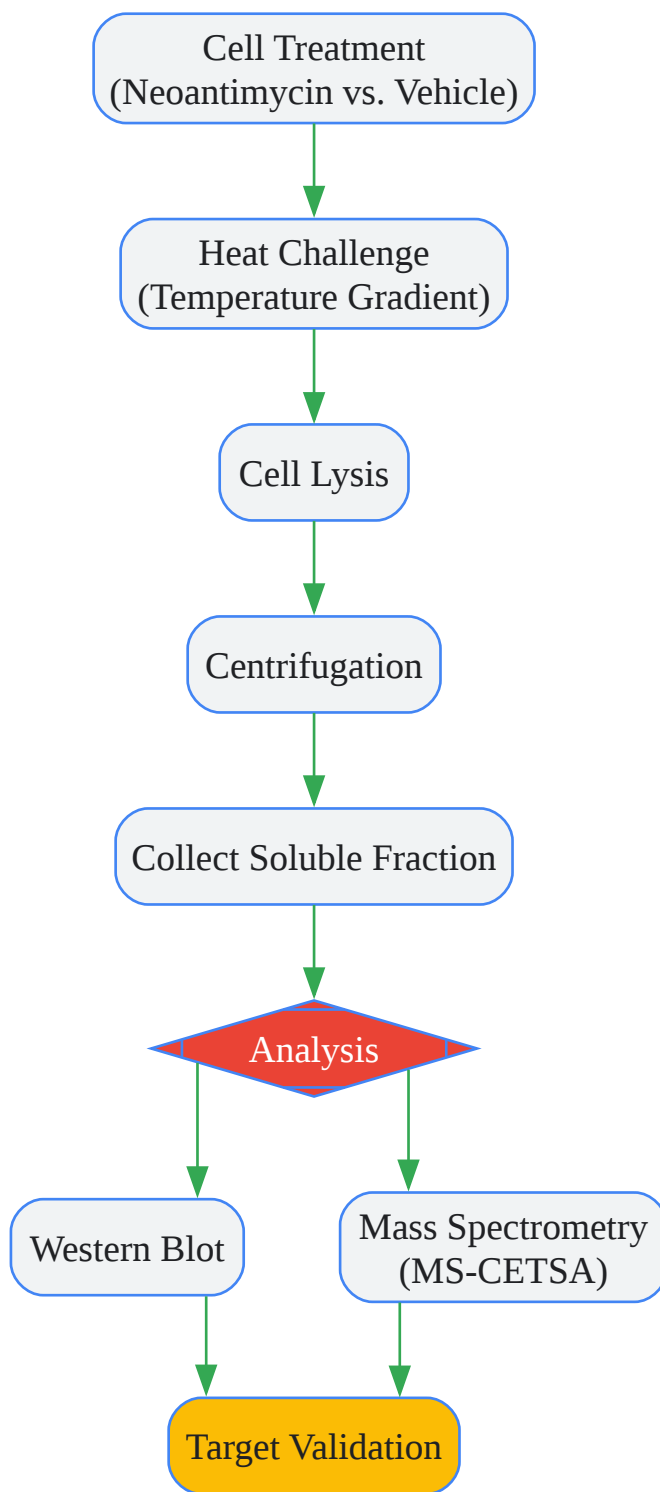 Cell Treatment
(Neoantimycin vs. Vehicle)
Heat Challenge
(Temperature Gradient)
Cell Lysis
Centrifugation
Collect Soluble Fraction
Analysis
Western Blot
Mass Spectrometry
(MS-CETSA)
Target Validation